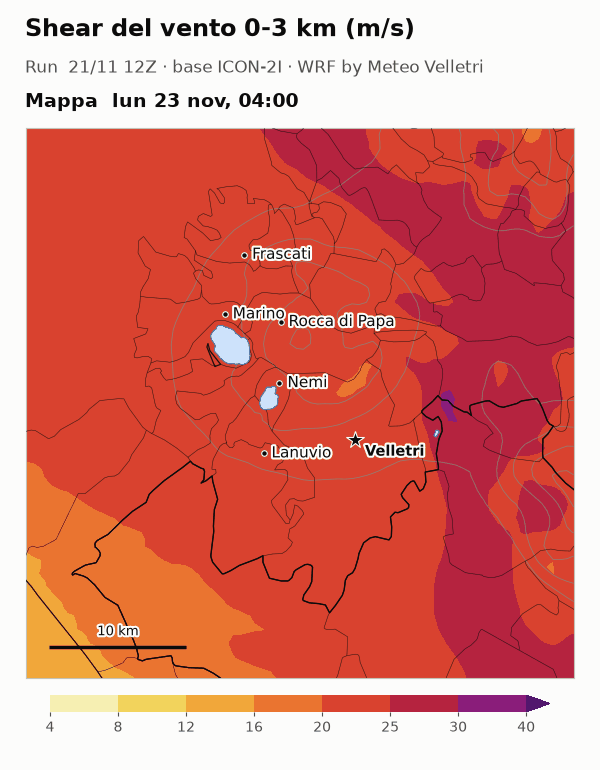 Shear del vento 0-3 km (m/s)
Run  21/11 12Z · base ICON-2I · WRF by Meteo Velletri
Mappa  lun 23 nov, 04:00
Frascati
Marino
Rocca di Papa
Nemi
Velletri
Lanuvio
10 km
4 8 12 16 20 25 30 40